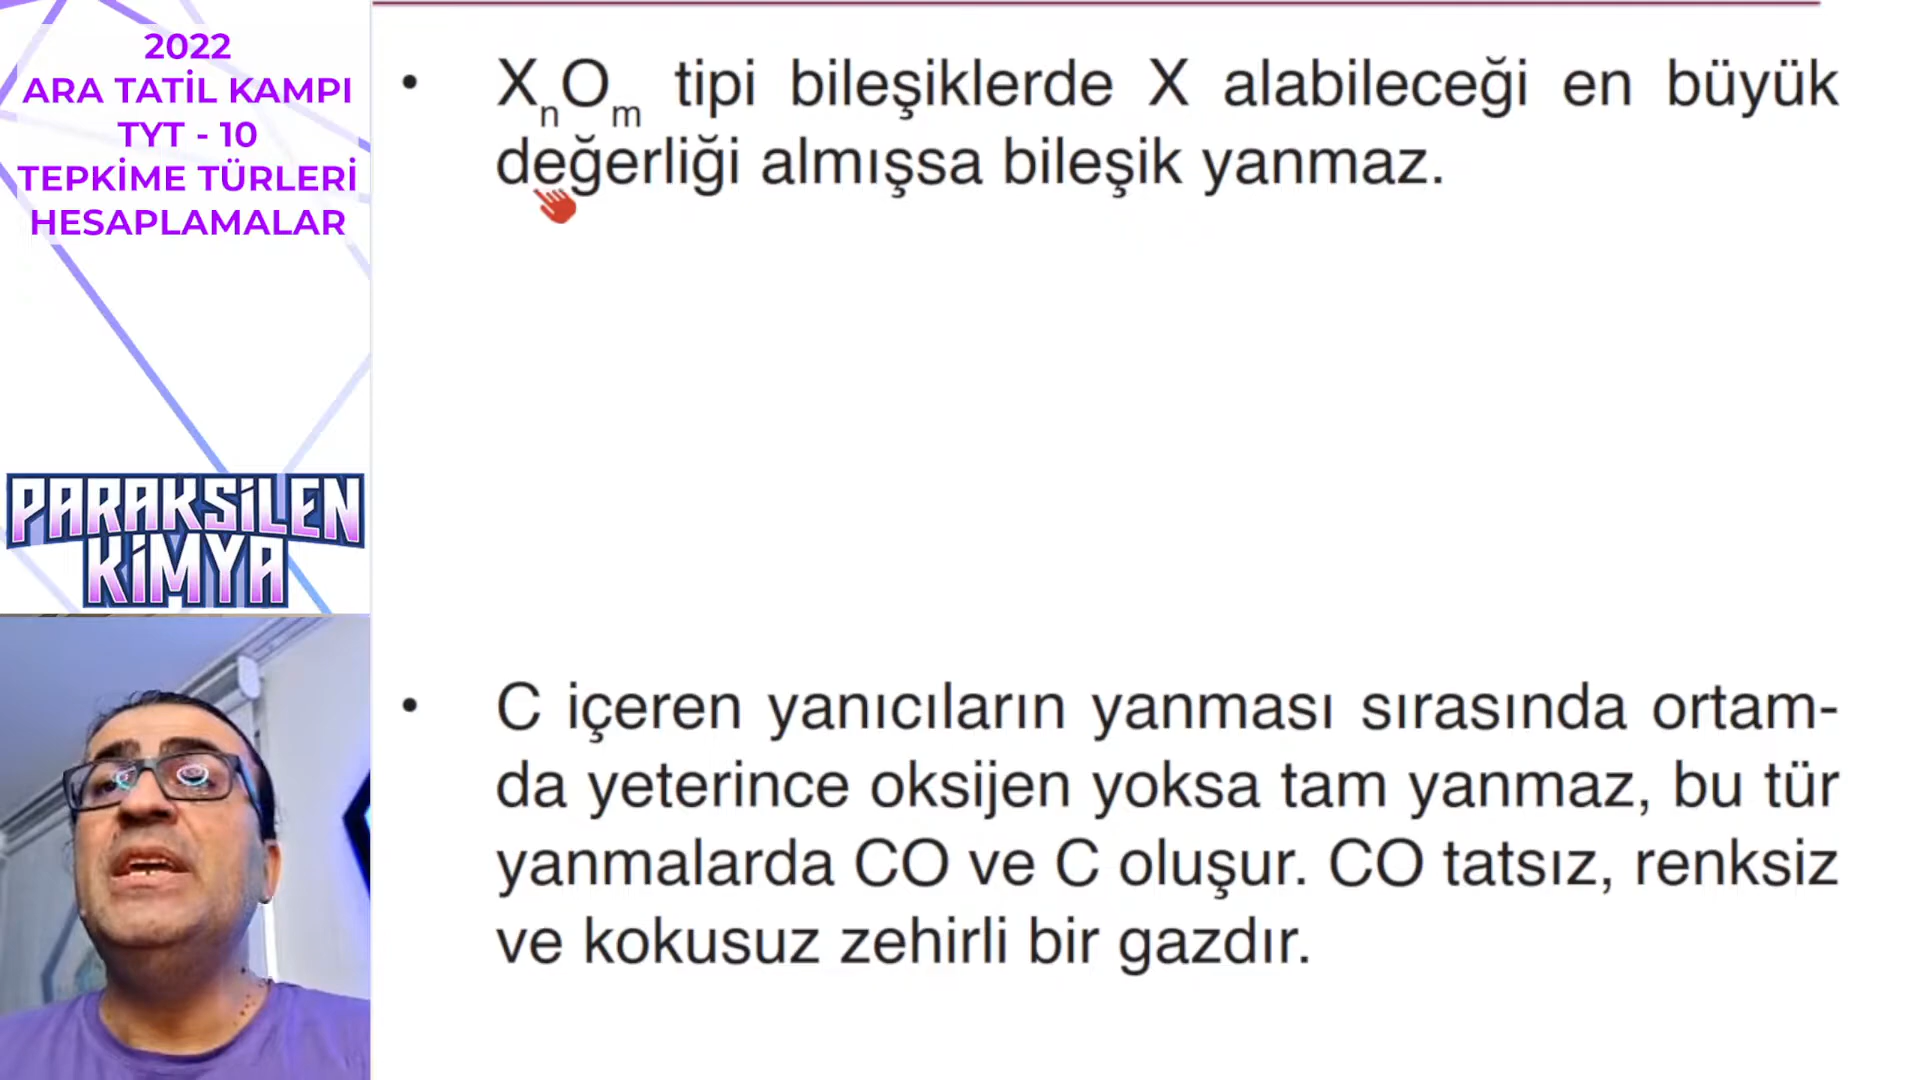 2022
ARA TATİL KAMPI
TYT - 10
TEPKİME TÜRLERİ
HESAPLAMALAR
PARAKSİLEN
KİMYA
• XnOm tipi bileşiklerde X alabileceği en büyük
değerliği almışsa bileşik yanmaz.
• C içeren yanıcıların yanması sırasında ortam-
da yeterince oksijen yoksa tam yanmaz, bu tür
yanmalarda CO ve C oluşur. CO tatsız, renksiz
ve kokusuz zehirli bir gazdır.